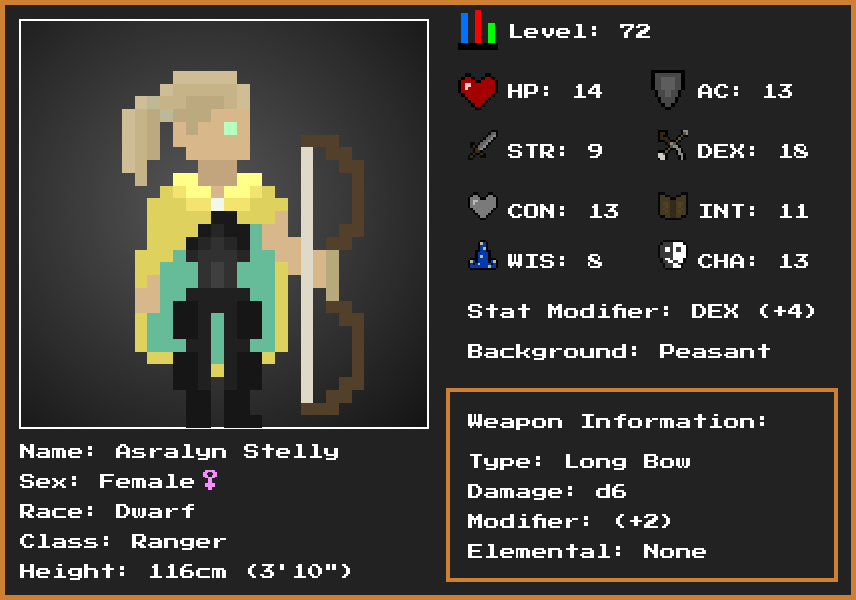 Level: 72
HP: 14
AC: 13
STR: 9
DEX: 18
CON: 13
INT: 11
WIS: 8
CHA: 13
Stat Modifier: DEX (+4)
Background: Peasant
Weapon Information:
Type: Long Bow
Damage: d6
Modifier: (+2)
Elemental: None
Name: Asralyn Stelly
Sex: Female♀
Race: Dwarf
Class: Ranger
Height: 116cm (3'10")